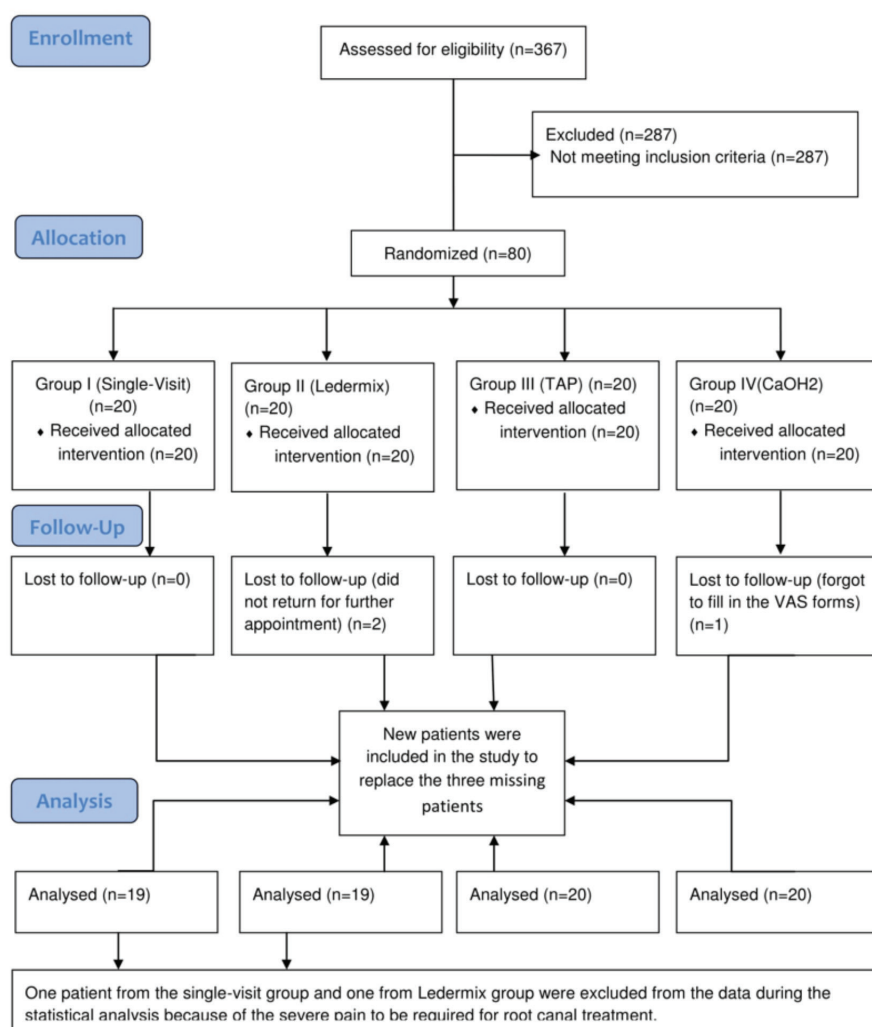 Enrollment
Assessed for eligibility (n=367)
Excluded (n=287)
Not meeting inclusion criteria (n=287)
Allocation
Randomized (n=80)
Group I (Single-Visit)
(n=20)
♦ Received allocated
intervention (n=20)
Group II (Ledermix)
(n=20)
♦ Received allocated
intervention (n=20)
Group III (TAP) (n=20)
♦ Received allocated
intervention (n=20)
Group IV(CaOH2)
(n=20)
♦ Received allocated
intervention (n=20)
Follow-Up
Lost to follow-up (n=0)
Lost to follow-up (did
not return for further
appointment) (n=2)
Lost to follow-up (n=0)
Lost to follow-up (forgot
to fill in the VAS forms)
(n=1)
New patients were
included in the study to
replace the three missing
patients
Analysis
Analysed (n=19)
Analysed (n=19)
Analysed (n=20)
Analysed (n=20)
One patient from the single-visit group and one from Ledermix group were excluded from the data during the
statistical analysis because of the severe pain to be required for root canal treatment.